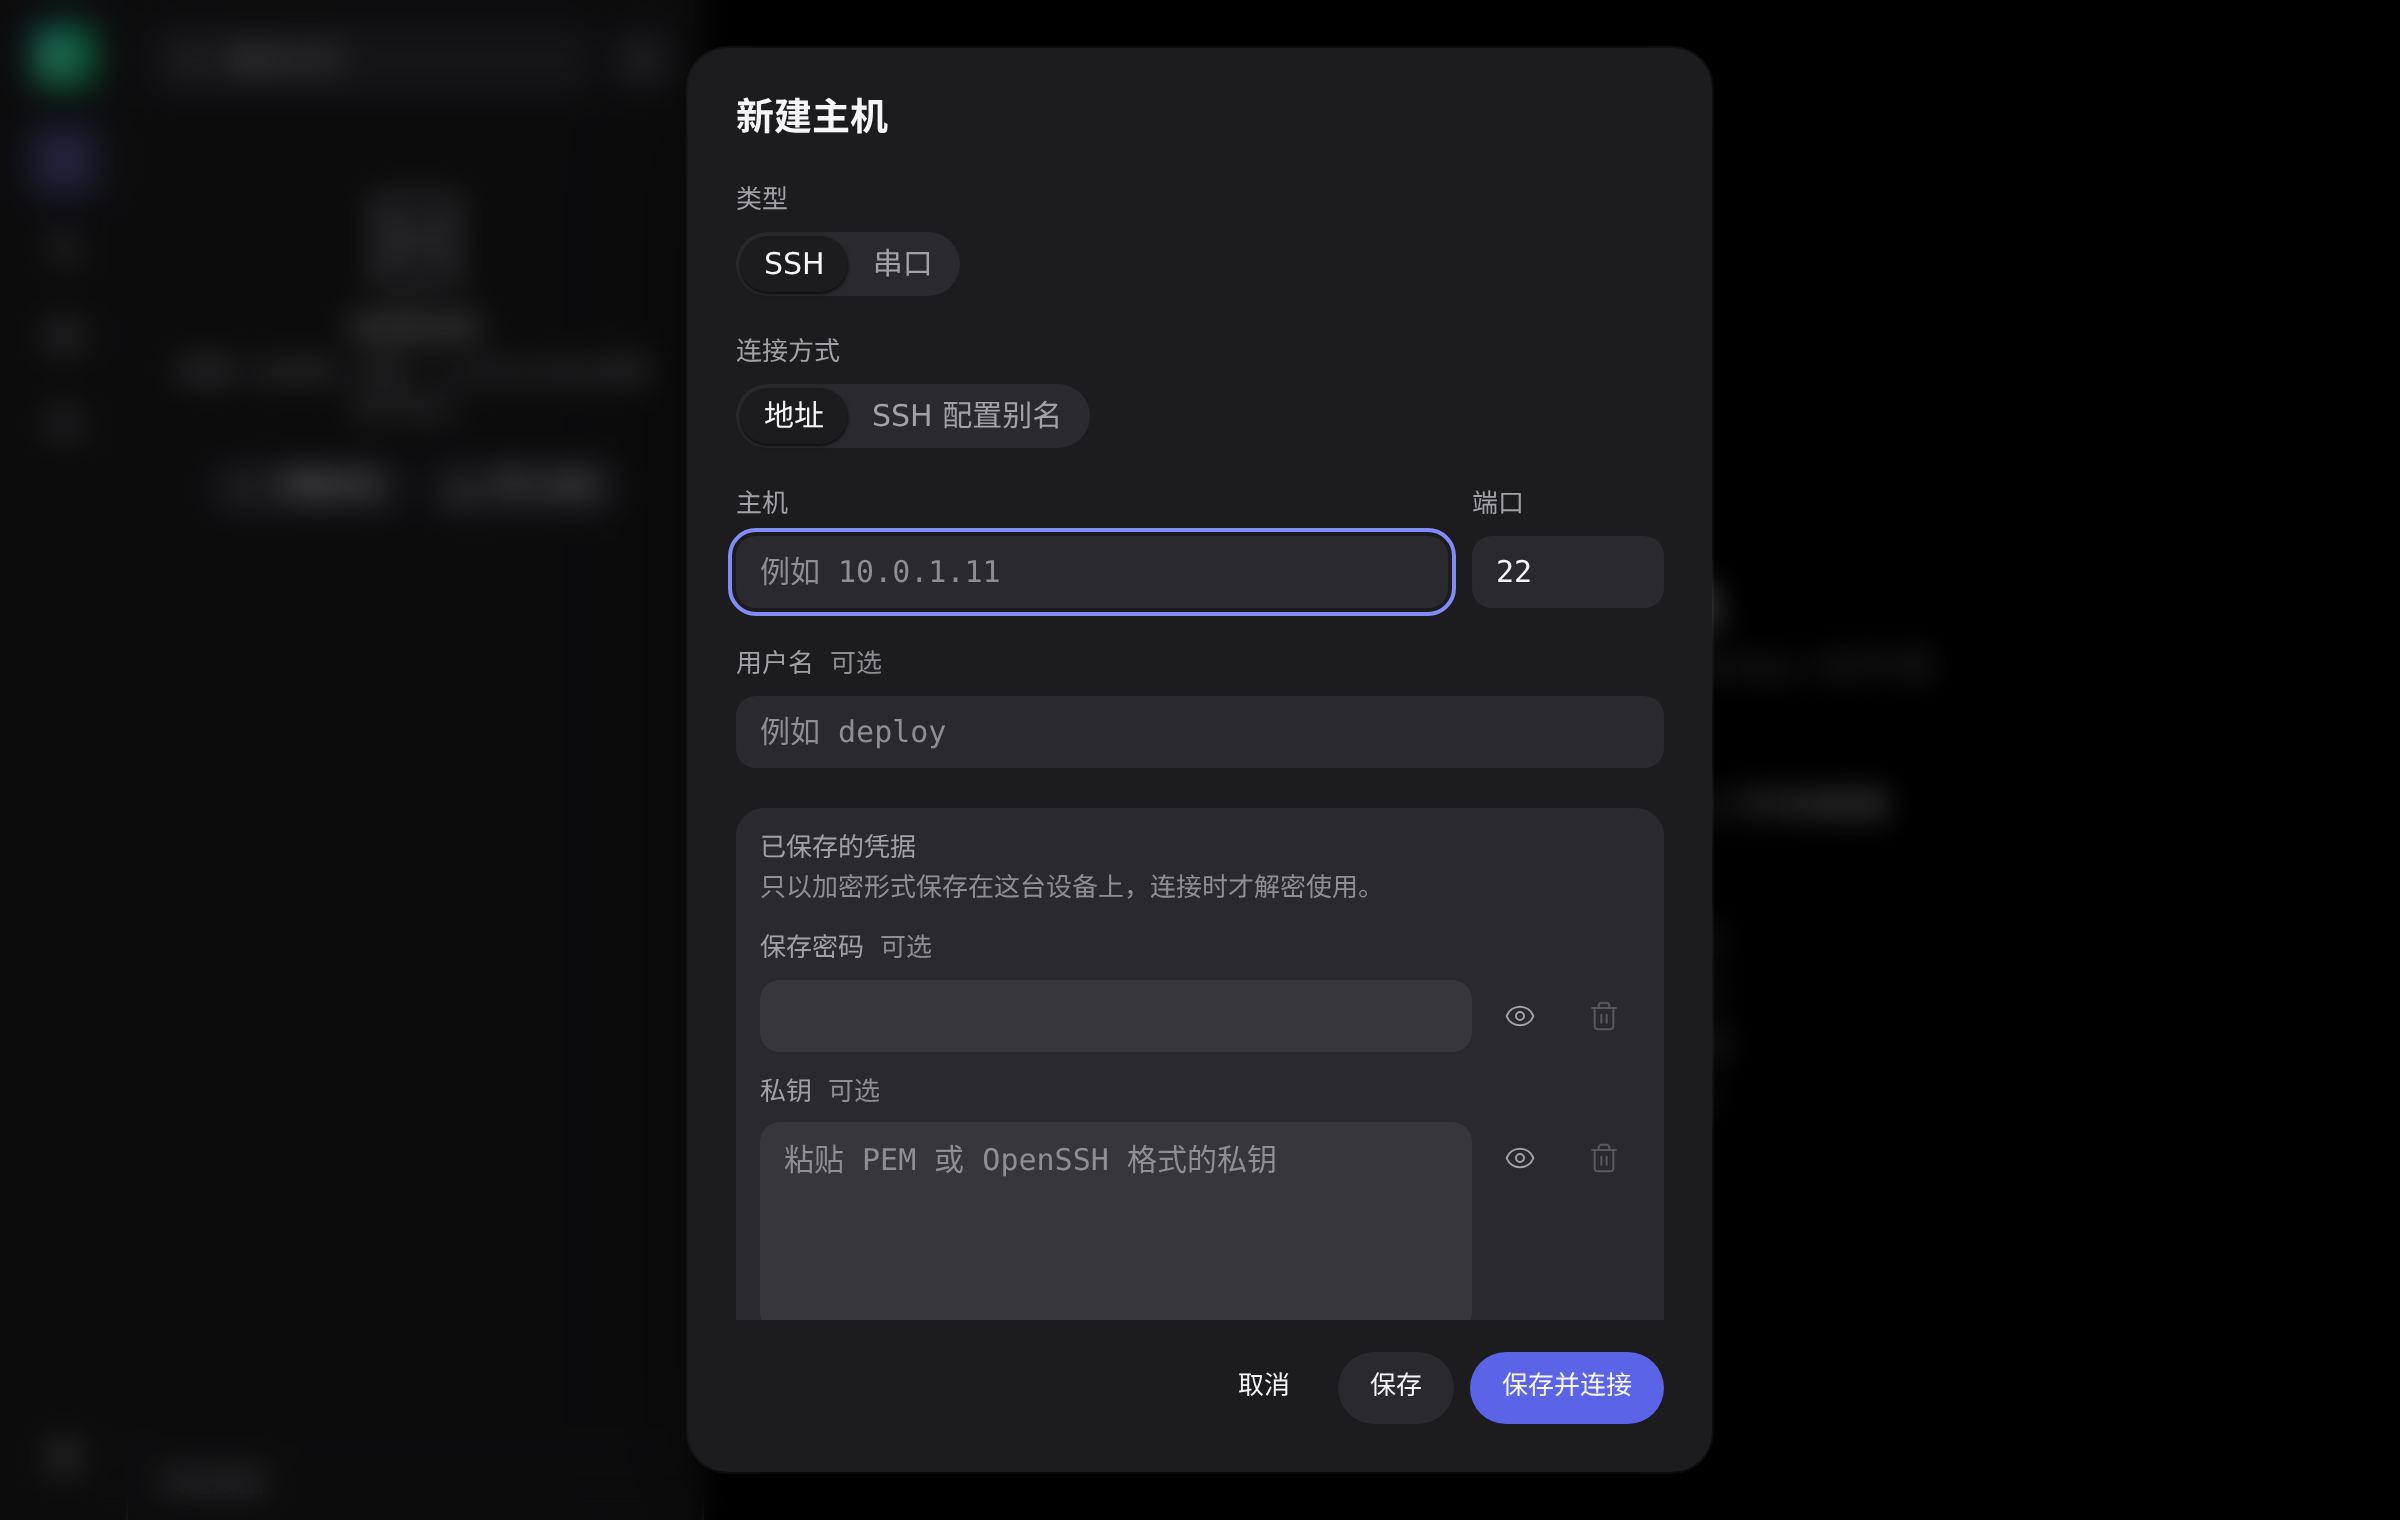 新建主机
类型
SSH 串口
连接方式
地址 SSH 配置别名
主机 端口
例如 10.0.1.11 22
用户名 可选
例如 deploy
已保存的凭据
只以加密形式保存在这台设备上，连接时才解密使用。
保存密码 可选
私钥 可选
粘贴 PEM 或 OpenSSH 格式的私钥
取消 保存 保存并连接